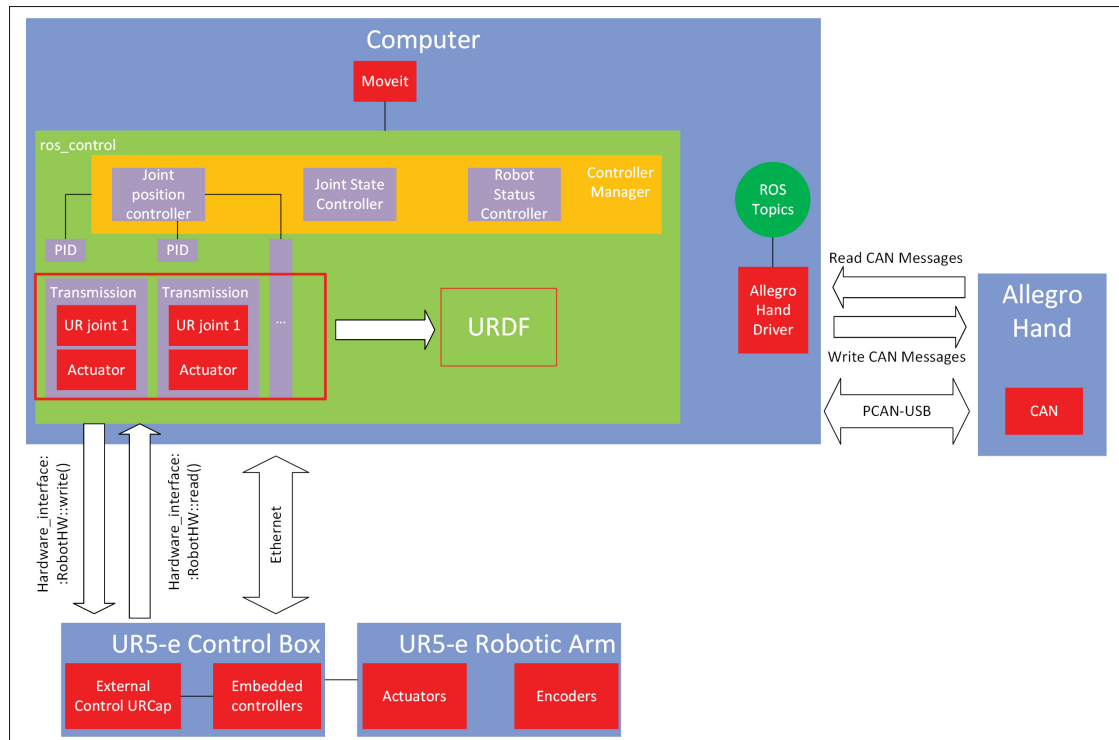 Computer
Moveit
ros_control
Joint
position
controller
Joint State
Controller
Robot
Status
Controller
Controller
Manager
PID
PID
Transmission
UR joint 1
Actuator
Transmission
UR joint 1
Actuator
...
URDF
ROS
Topics
Allegro
Hand
Driver
Read CAN Messages
Write CAN Messages
PCAN-USB
Allegro
Hand
CAN
Hardware_interface:
:RobotHW::write()
Hardware_interface:
:RobotHW::read()
Ethernet
UR5-e Control Box
External
Control URCap
Embedded
controllers
UR5-e Robotic Arm
Actuators
Encoders